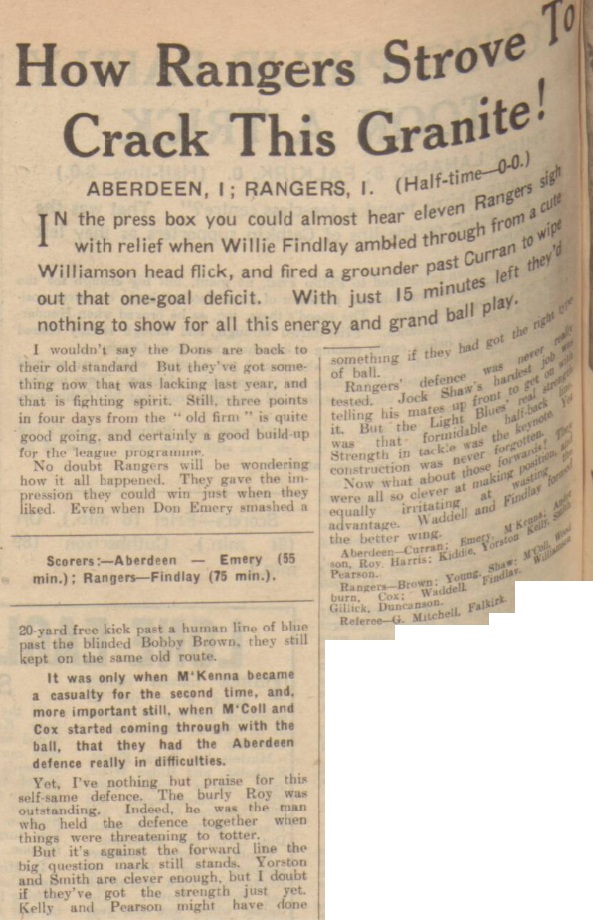 How Rangers Strove To
Crack This Granite!
ABERDEEN, 1; RANGERS, 1. (Half-time—0-0.)
IN the press box you could almost hear eleven Rangers sigh
with relief when Willie Findlay ambled through from a cute
Williamson head flick, and fired a grounder past Curran to wipe
out that one-goal deficit. With just 15 minutes left they'd
nothing to show for all this energy and grand ball play.
I wouldn't say the Dons are back to
their old standard But they've got some-
thing now that was lacking last year, and
that is fighting spirit. Still, three points
in four days from the "old firm" is quite
good going, and certainly a good build-up
for the league programme.
No doubt Rangers will be wondering
how it all happened. They gave the im-
pression they could win just when they
liked. Even when Don Emery smashed a
Scorers:—Aberdeen — Emery (55
min.); Rangers—Findlay (75 min.).
20-yard free kick past a human line of blue
past the blinded Bobby Brown, they still
kept on the same old route.
It was only when M'Kenna became
a casualty for the second time, and,
more important still, when M'Coll and
Cox started coming through with the
ball, that they had the Aberdeen
defence really in difficulties.
Yet, I've nothing but praise for this
self-same defence. The burly Roy was
outstanding. Indeed, he was the man
who held the defence together when
things were threatening to totter.
But it's against the forward line the
big question mark still stands. Yorston
and Smith are clever enough, but I doubt
if they've got the strength just yet.
Kelly and Pearson might have done
something if they had got the right type
of ball.
Rangers' defence was never really
tested. Jock Shaw's hardest job was
telling his mates up front to get on with
it. But the Light Blues' real strength
was that formidable half-back line.
Strength in tackle was the keynote. Yet
construction was never forgotten.
Now what about those forwards? They
were all so clever at making position, and
equally irritating at wasting the
advantage. Waddell and Findlay formed
the better wing.
Aberdeen—Curran; Emery, M'Kenna; Ander-
son, Roy, Harris; Kiddie, Yorston, Kelly, Smith,
Pearson.
Rangers—Brown; Young, Shaw; M'Coll, Wood
burn, Cox; Waddell, Findlay, Williamson
Gillick, Duncanson.
Referee—G. Mitchell, Falkirk.